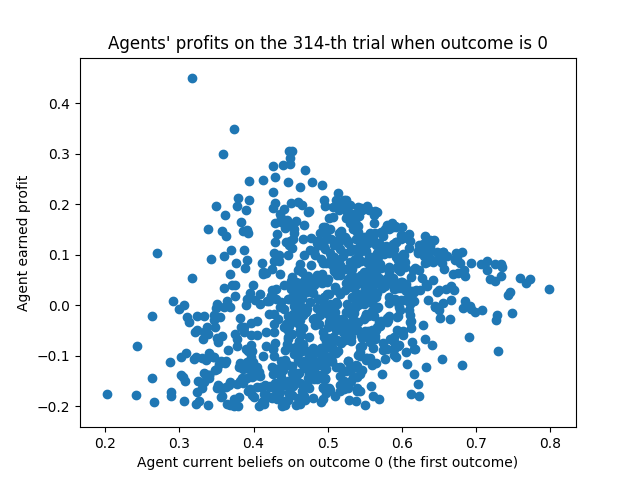 Agents' profits on the 314-th trial when outcome is 0
Agent earned profit
0.4
0.3
0.2
0.1
0.0
−0.1
−0.2
0.2 0.3 0.4 0.5 0.6 0.7 0.8
Agent current beliefs on outcome 0 (the first outcome)